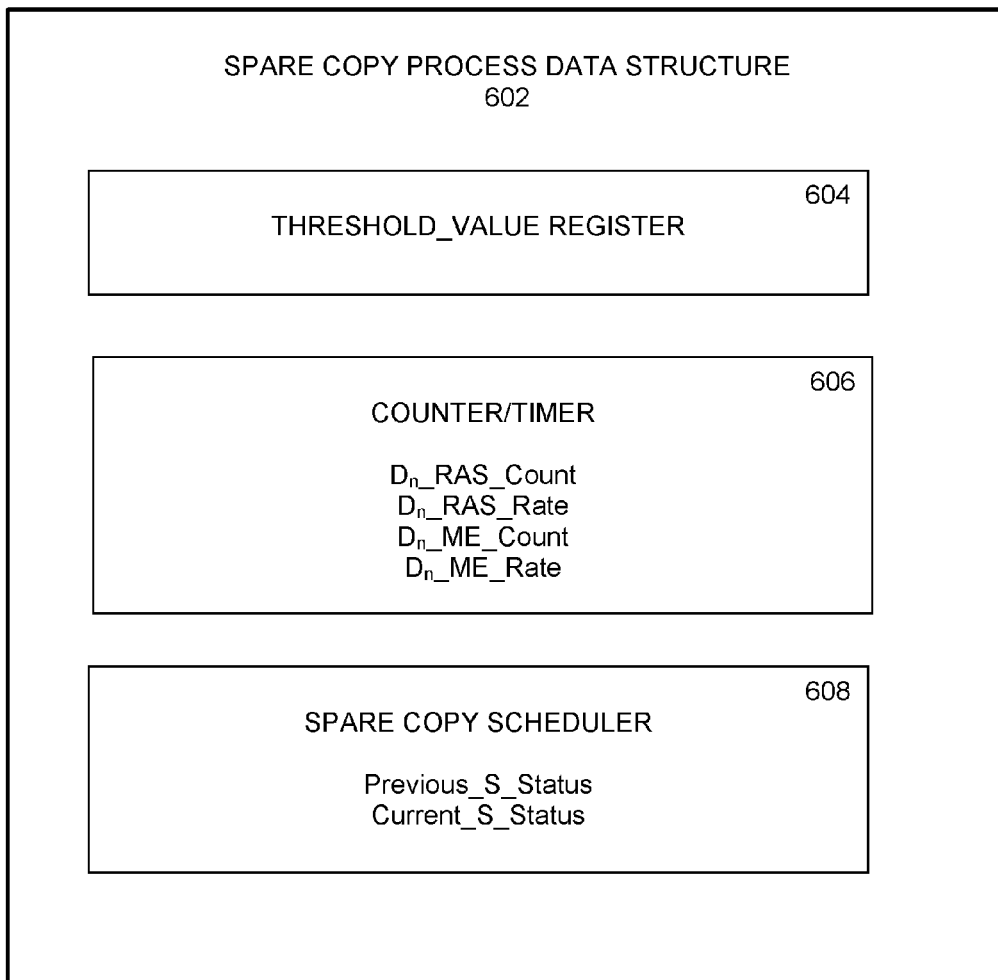 SPARE COPY PROCESS DATA STRUCTURE
602
604
THRESHOLD_VALUE REGISTER
606
COUNTER/TIMER
Dₙ_RAS_Count
Dₙ_RAS_Rate
Dₙ_ME_Count
Dₙ_ME_Rate
608
SPARE COPY SCHEDULER
Previous_S_Status
Current_S_Status